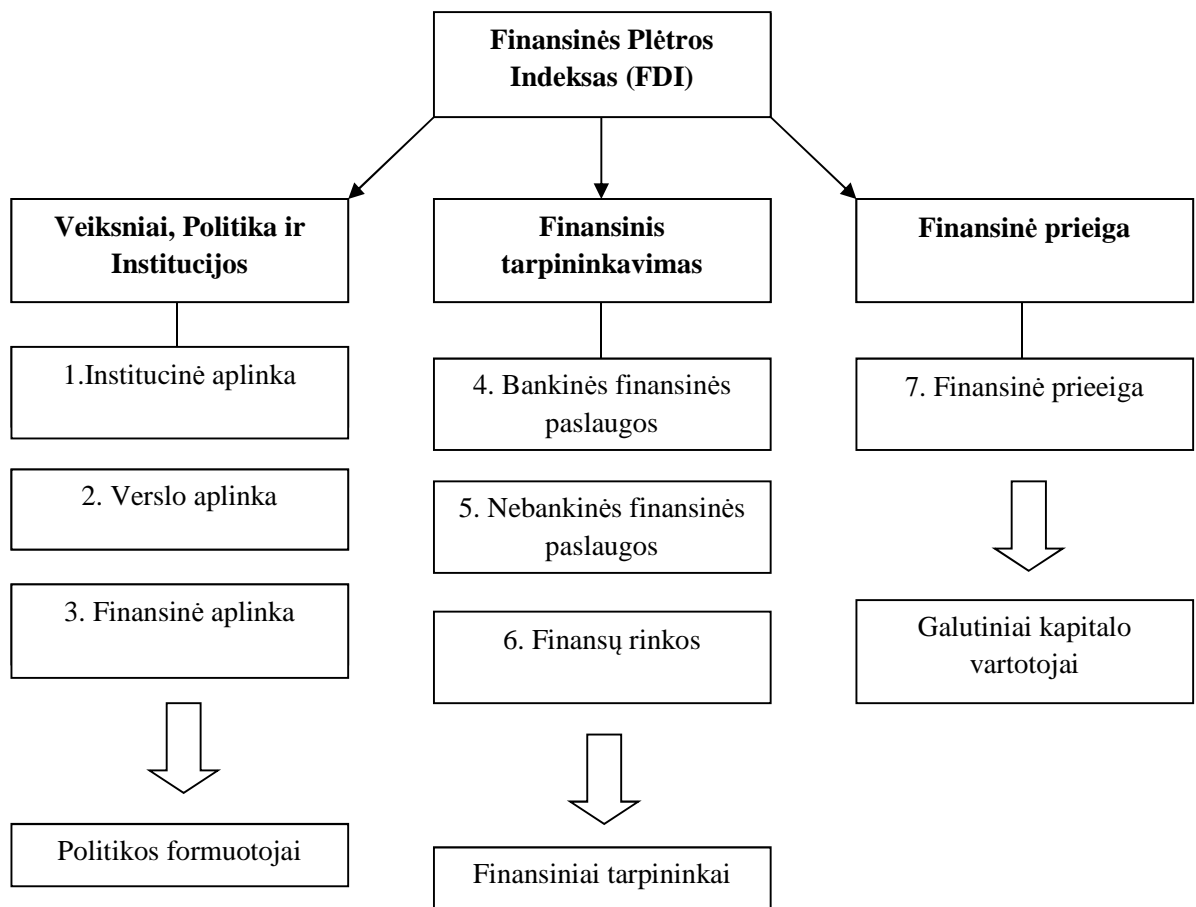 Finansinės Plėtros
Indeksas (FDI)
Veiksniai, Politika ir
Institucijos
Finansinis
tarpininkavimas
Finansinė prieiga
1.Institucinė aplinka
2. Verslo aplinka
3. Finansinė aplinka
Politikos formuotojai
4. Bankinės finansinės
paslaugos
5. Nebankinės finansinės
paslaugos
6. Finansų rinkos
Finansiniai tarpininkai
7. Finansinė prieeiga
Galutiniai kapitalo
vartotojai